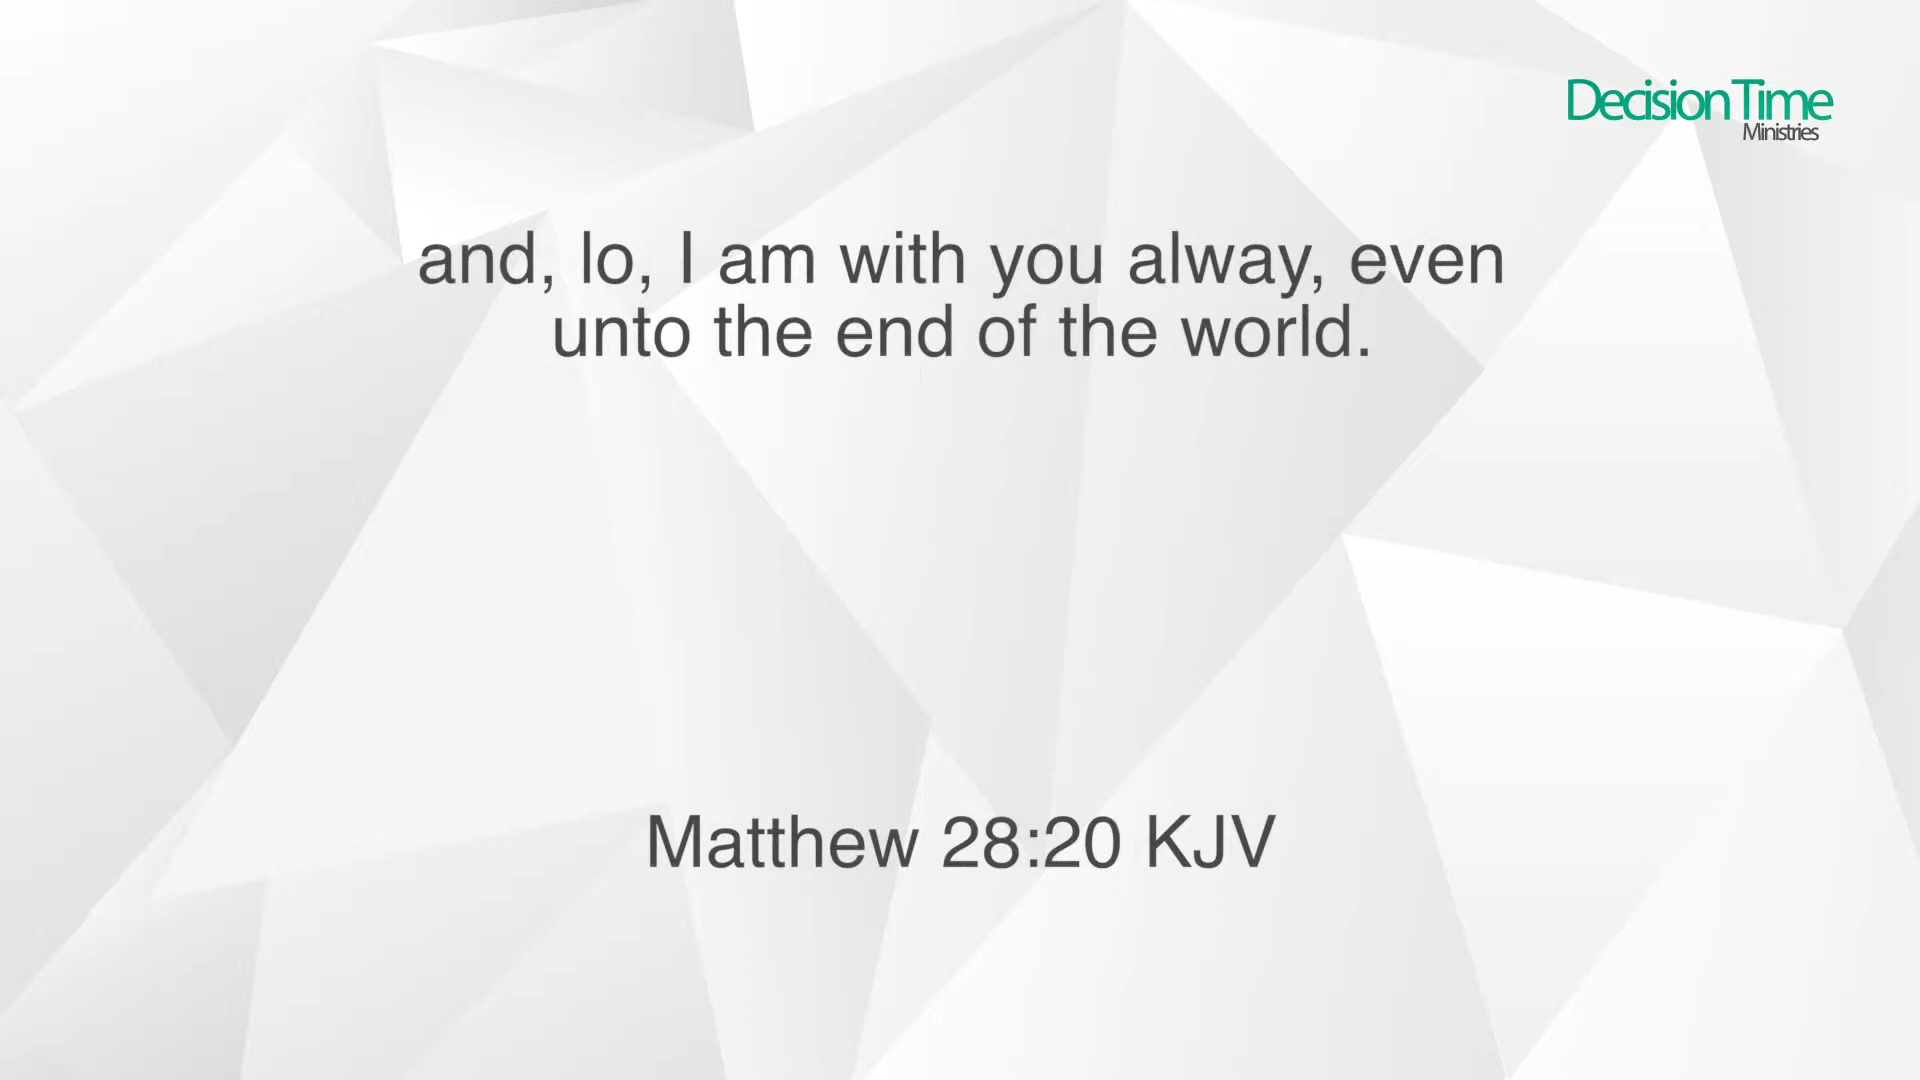 Decision Time
Ministries
and, lo, I am with you alway, even
unto the end of the world.
Matthew 28:20 KJV